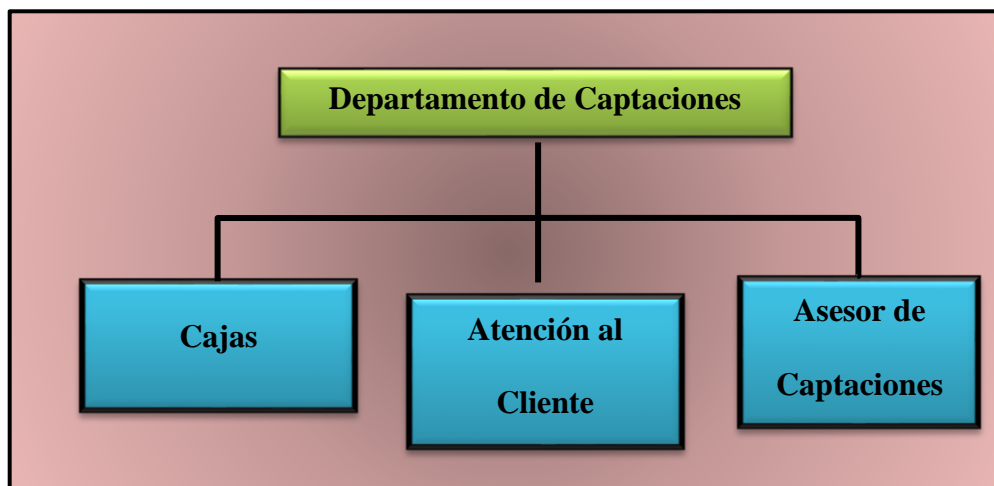 Departamento de Captaciones
Cajas
Atención al
Cliente
Asesor de
Captaciones